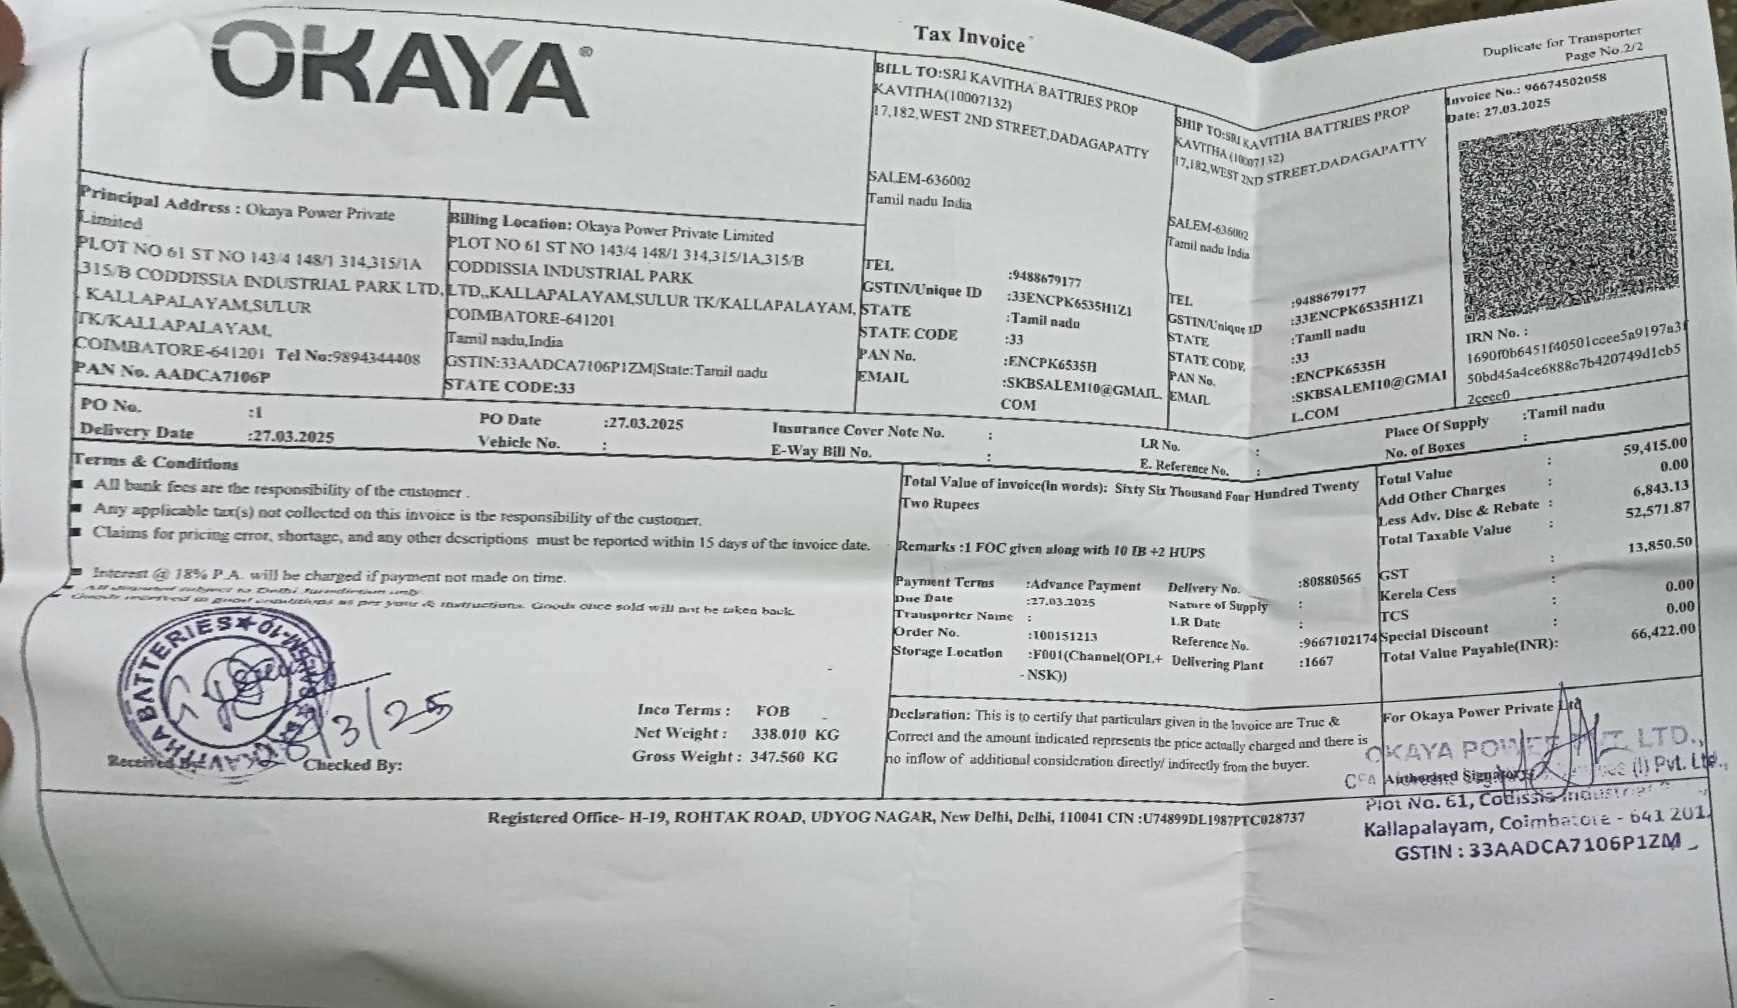 Tax Invoice
Duplicate for Transporter
Page No.2/2
OKAYA®
BILL TO:SRI KAVITHA BATTRIES PROP
KAVITHA(10007132)
17,182,WEST 2ND STREET,DADAGAPATTY
SALEM-636002
Tamil nadu India
TEL :9488679177
GSTIN/Unique ID :33ENCPK6535H1Z1
STATE :Tamil nadu
STATE CODE :33
PAN No. :ENCPK6535H
EMAIL :SKBSALEM10@GMAIL.
COM
SHIP TO:SRI KAVITHA BATTRIES PROP
KAVITHA (10007132)
17,182,WEST 2ND STREET,DADAGAPATTY
SALEM-636002
Tamil nadu India
TEL :9488679177
GSTIN/Unique ID :33ENCPK6535H1Z1
STATE :Tamil nadu
STATE CODE :33
PAN No. :ENCPK6535H
EMAIL :SKBSALEM10@GMAI
L.COM
Invoice No.: 96674502058
Date: 27.03.2025
IRN No. :
1690f0b6451f40501ccee5a9197a3f
50bd45a4ce6888c7b420749d1cb5
2cccc0
Principal Address : Okaya Power Private
Limited
PLOT NO 61 ST NO 143/4 148/1 314,315/1A
,315/B CODDISSIA INDUSTRIAL PARK LTD,
, KALLAPALAYAM,SULUR
TK/KALLAPALAYAM,
COIMBATORE-641201 Tel No:9894344408
PAN No. AADCA7106P
Billing Location: Okaya Power Private Limited
PLOT NO 61 ST NO 143/4 148/1 314,315/1A,315/B
CODDISSIA INDUSTRIAL PARK
LTD,,KALLAPALAYAM,SULUR TK/KALLAPALAYAM,
COIMBATORE-641201
Tamil nadu,India
GSTIN:33AADCA7106P1ZM|State:Tamil nadu
STATE CODE:33
PO No. :1
PO Date :27.03.2025
Insurance Cover Note No. :
LR No. :
Place Of Supply :Tamil nadu
Delivery Date :27.03.2025
Vehicle No. :
E-Way Bill No. :
E. Reference No. :
No. of Boxes :
Terms & Conditions
All bank fees are the responsibility of the customer .
Any applicable tax(s) not collected on this invoice is the responsibility of the customer.
Claims for pricing error, shortage, and any other descriptions must be reported within 15 days of the invoice date.
Interest @ 18% P.A. will be charged if payment not made on time.
All disputed subject to Delhi Jurisdiction only.
Goods received in good conditions as per your & instructions. Goods once sold will not be taken back.
Total Value of invoice(in words): Sixty Six Thousand Four Hundred Twenty
Two Rupees
Remarks :1 FOC given along with 10 IB +2 HUPS
Payment Terms :Advance Payment
Delivery No. :80880565
Due Date :27.03.2025
Nature of Supply :
Transporter Name :
LR Date :
Order No. :100151213
Reference No. :9667102174
Storage Location :F001(Channel(OPL+
- NSK))
Delivering Plant :1667
Total Value : 59,415.00
Add Other Charges : 0.00
Less Adv. Disc & Rebate : 6,843.13
Total Taxable Value : 52,571.87
GST : 13,850.50
Kerela Cess :
TCS : 0.00
Special Discount : 0.00
Total Value Payable(INR): 66,422.00
BATTERIES
28/3/25
Checked By:
Inco Terms : FOB
Net Weight : 338.010 KG
Gross Weight : 347.560 KG
Declaration: This is to certify that particulars given in the Invoice are True &
Correct and the amount indicated represents the price actually charged and there is
no inflow of additional consideration directly/ indirectly from the buyer.
For Okaya Power Private Ltd
OKAYA POWER PVT. LTD.,
Authorised Signatory
(I) Pvt. Ltd.,
Plot No. 61, Codissia Industrial
Kallapalayam, Coimbatore - 641 201.
GSTIN : 33AADCA7106P1ZM
Registered Office- H-19, ROHTAK ROAD, UDYOG NAGAR, New Delhi, Delhi, 110041 CIN :U74899DL1987PTC028737